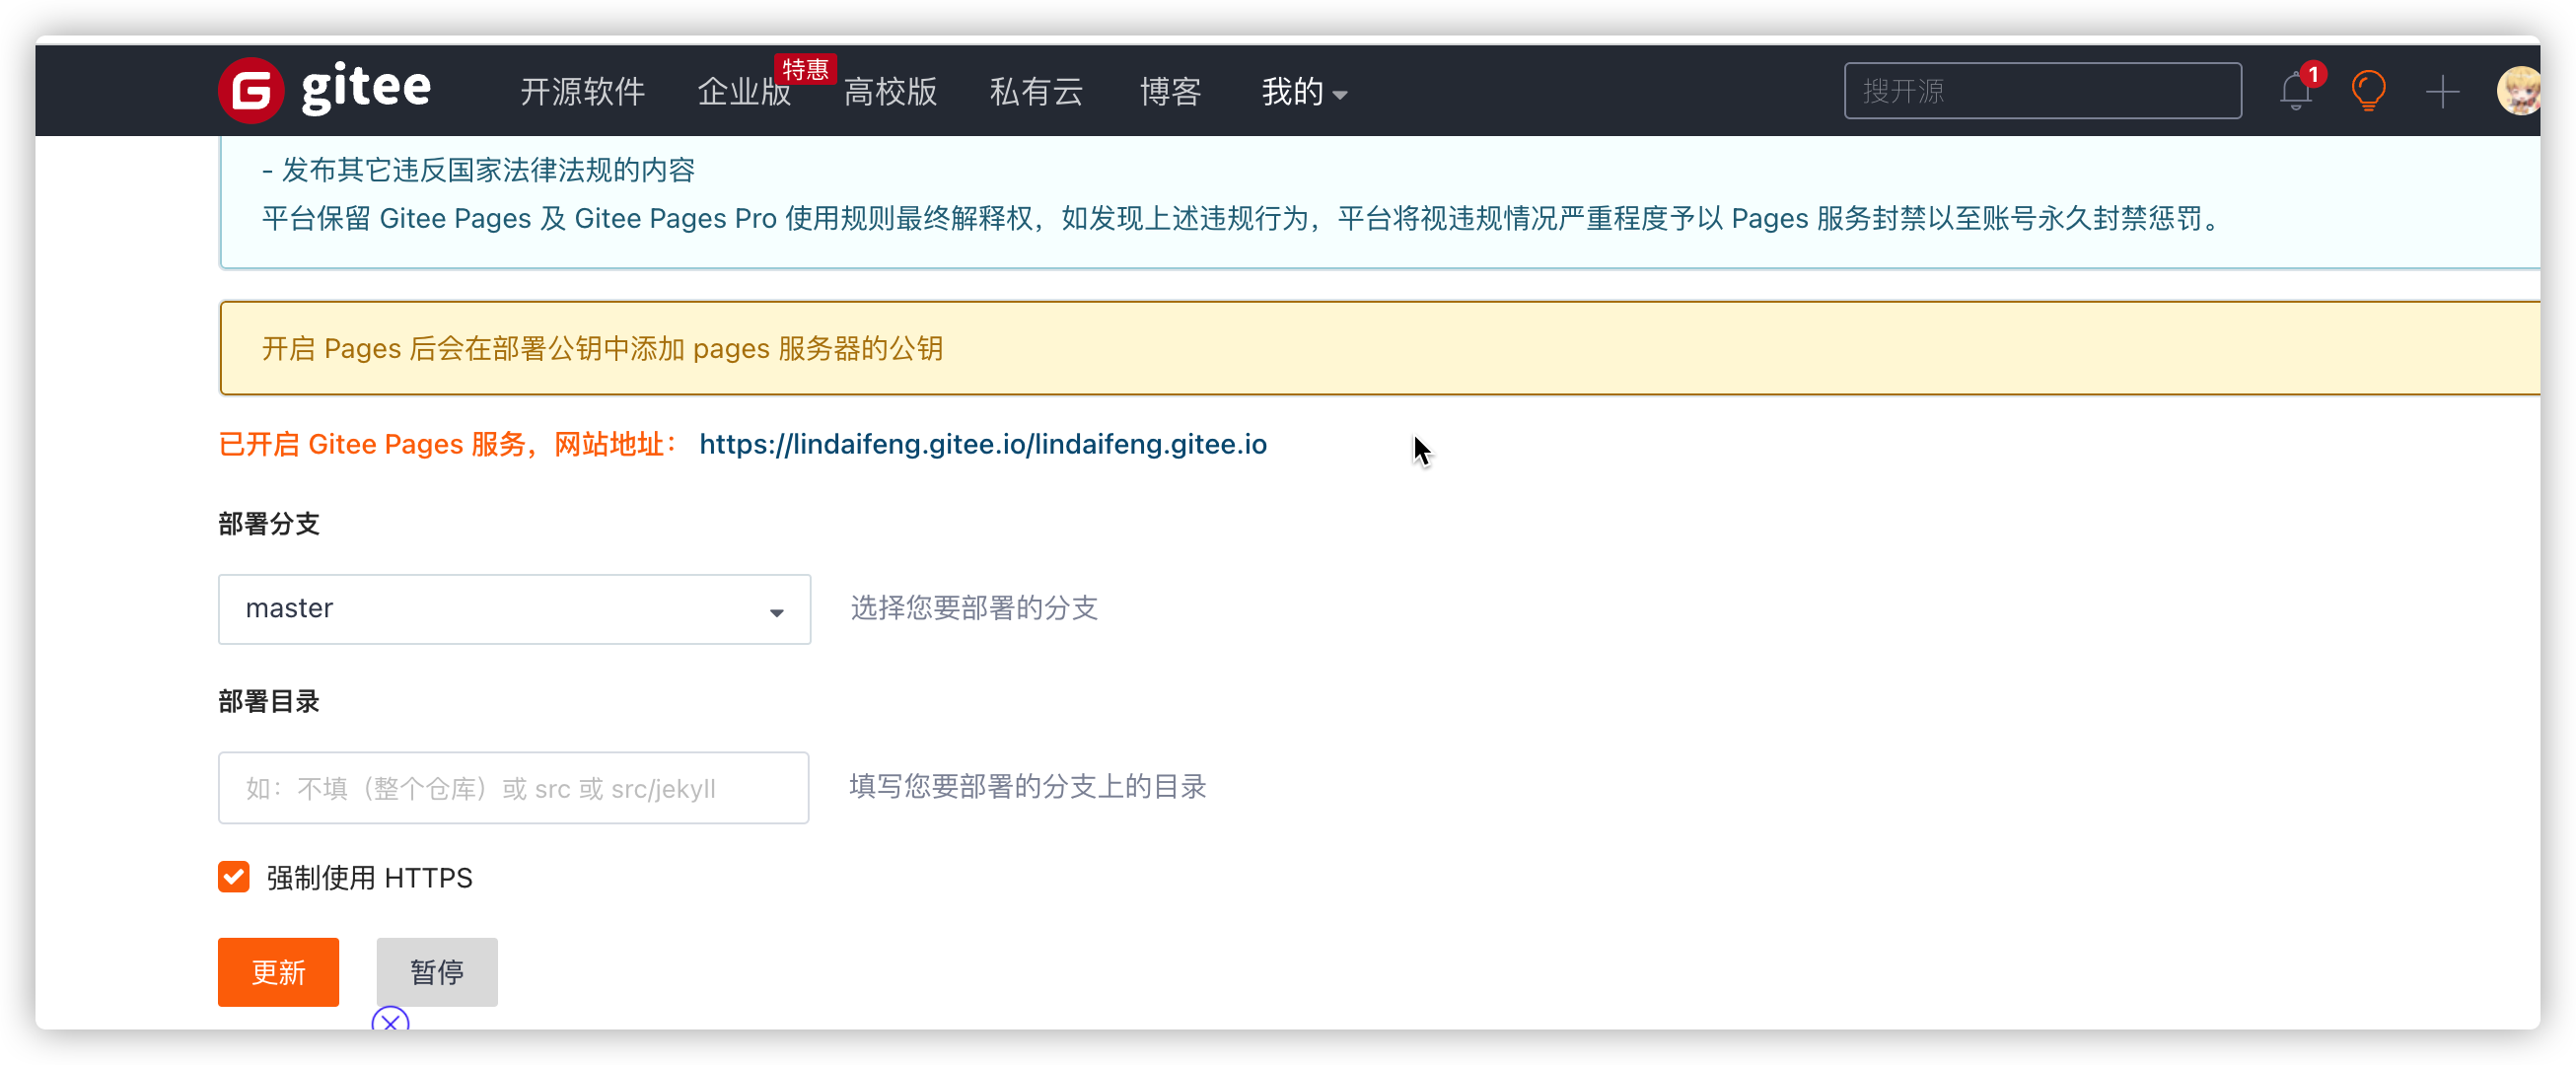 gitee 开源软件 企业版 特惠 高校版 私有云 博客 我的 搜开源 1
- 发布其它违反国家法律法规的内容
平台保留 Gitee Pages 及 Gitee Pages Pro 使用规则最终解释权，如发现上述违规行为，平台将视违规情况严重程度予以 Pages 服务封禁以至账号永久封禁惩罚。
开启 Pages 后会在部署公钥中添加 pages 服务器的公钥
已开启 Gitee Pages 服务，网站地址： https://lindaifeng.gitee.io/lindaifeng.gitee.io
部署分支
master 选择您要部署的分支
部署目录
如：不填（整个仓库）或 src 或 src/jekyll 填写您要部署的分支上的目录
强制使用 HTTPS
更新 暂停